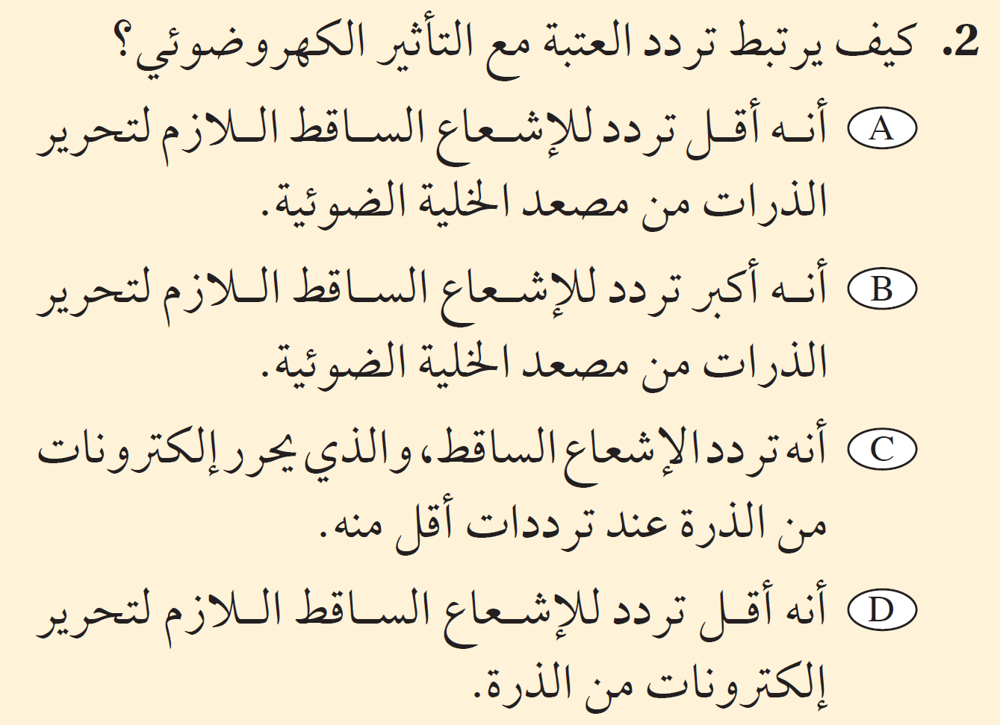 2. كيف يرتبط تردد العتبة مع التأثير الكهروضوئي؟
A أنه أقل تردد للإشعاع الساقط اللازم لتحرير
الذرات من مصعد الخلية الضوئية.
B أنه أكبر تردد للإشعاع الساقط اللازم لتحرير
الذرات من مصعد الخلية الضوئية.
C أنه تردد الإشعاع الساقط، والذي يحرر إلكترونات
من الذرة عند ترددات أقل منه.
D أنه أقل تردد للإشعاع الساقط اللازم لتحرير
إلكترونات من الذرة.